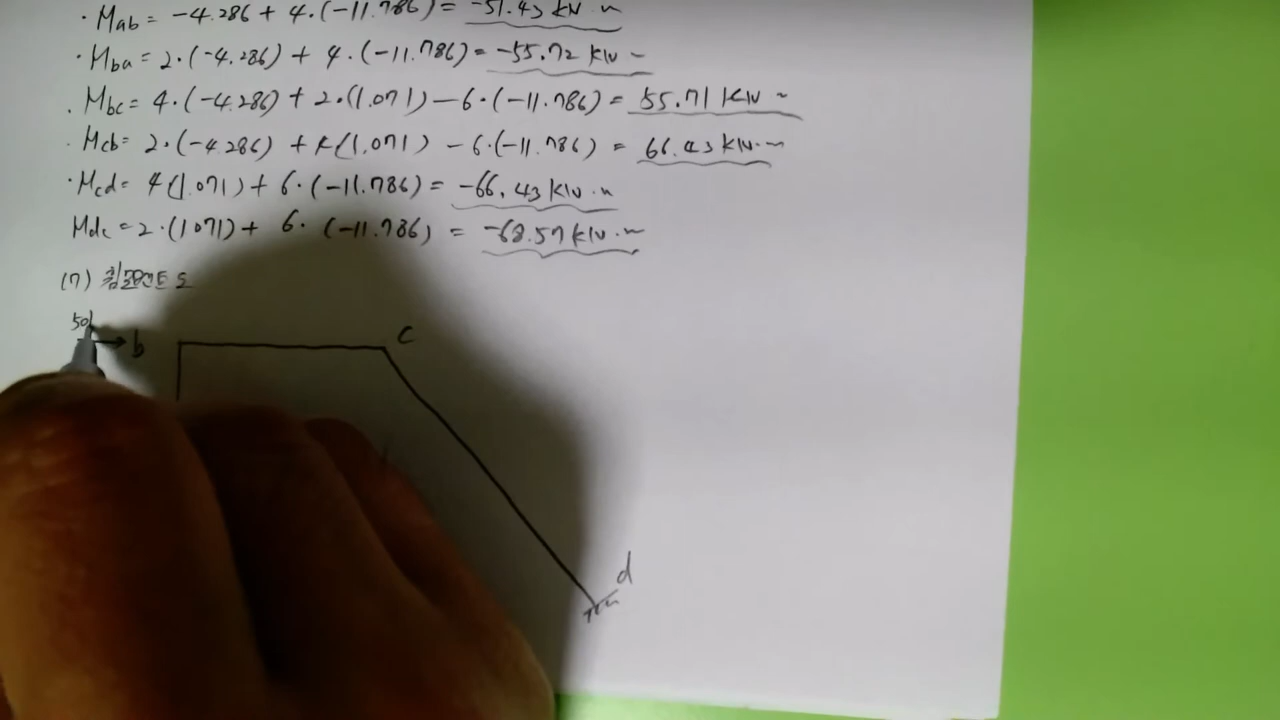 · Mab = -4.286 + 4·(-11.786) = -51.43 kN·m
· Mba = 2·(-4.286) + 4·(-11.786) = -55.72 kN·m
· Mbc = 4·(-4.286) + 2·(1.071) - 6·(-11.786) = 55.71 kN·m
Mcb = 2·(-4.286) + 4(1.071) - 6·(-11.786) = 66.43 kN·m
· Mcd = 4(1.071) + 6·(-11.786) = -66.43 kN·m
Mdc = 2·(1.071) + 6·(-11.786) = -68.57 kN·m
(7) 휨모멘트도
50
b
c
d